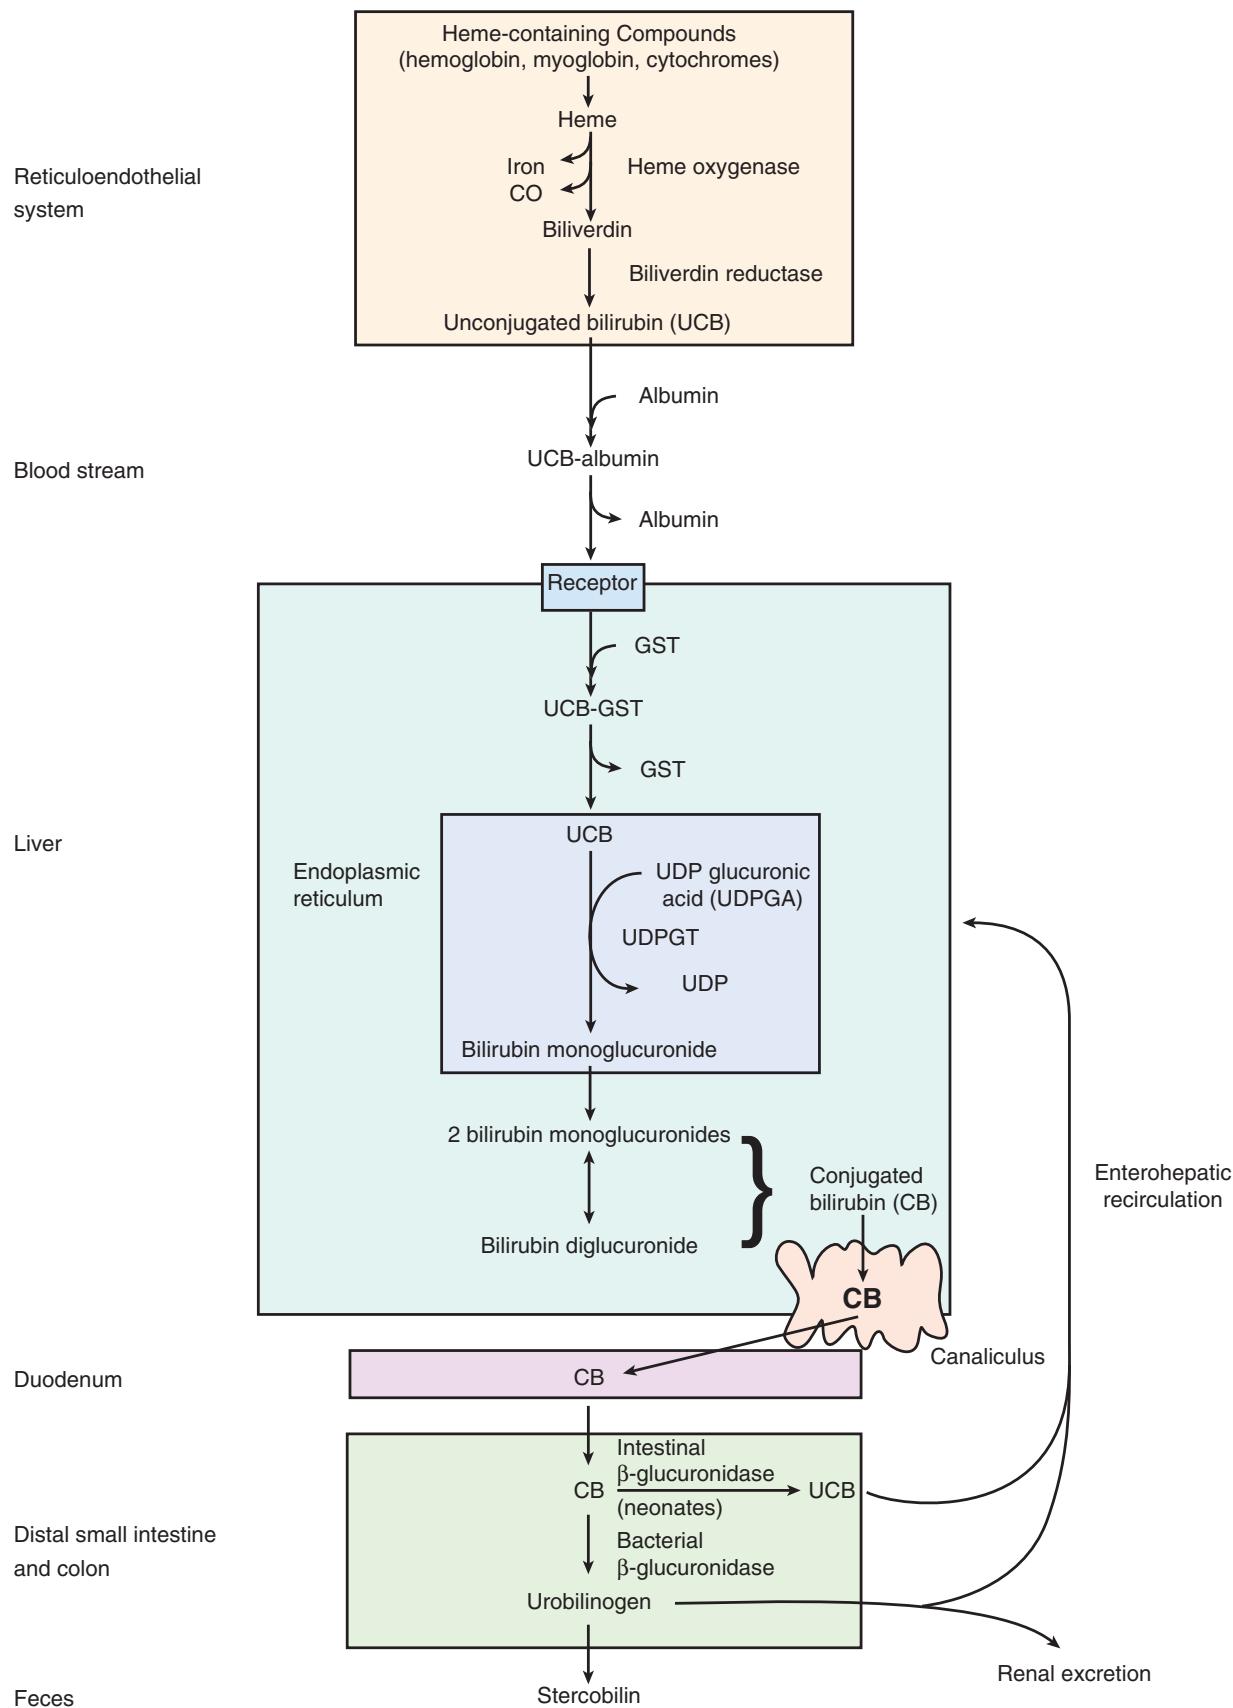 Heme-containing Compounds
(hemoglobin, myoglobin, cytochromes)
Heme
Iron
CO
Heme oxygenase
Reticuloendothelial
system
Biliverdin
Biliverdin reductase
Unconjugated bilirubin (UCB)
Albumin
UCB-albumin
Blood stream
Albumin
Receptor
GST
UCB-GST
GST
Liver
UCB
Endoplasmic
reticulum
UDP glucuronic
acid (UDPGA)
UDPGT
UDP
Bilirubin monoglucuronide
2 bilirubin monoglucuronides
}
Conjugated
bilirubin (CB)
Enterohepatic
recirculation
Bilirubin diglucuronide
CB
Canaliculus
Duodenum
CB
Intestinal
β-glucuronidase
CB
UCB
(neonates)
Distal small intestine
and colon
Bacterial
β-glucuronidase
Urobilinogen
Renal excretion
Feces
Stercobilin